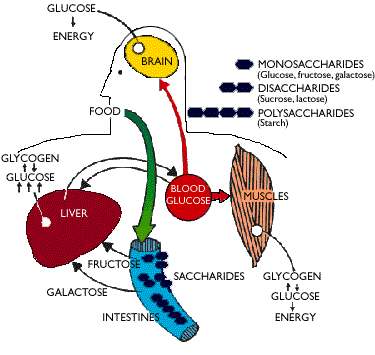 GLUCOSE
ENERGY
BRAIN
MONOSACCHARIDES
(Glucose, fructose, galactose)
DISACCHARIDES
(Sucrose, lactose)
POLYSACCHARIDES
(Starch)
FOOD
GLYCOGEN
GLUCOSE
LIVER
BLOOD
GLUCOSE
MUSCLES
FRUCTOSE
SACCHARIDES
GALACTOSE
INTESTINES
GLYCOGEN
GLUCOSE
ENERGY